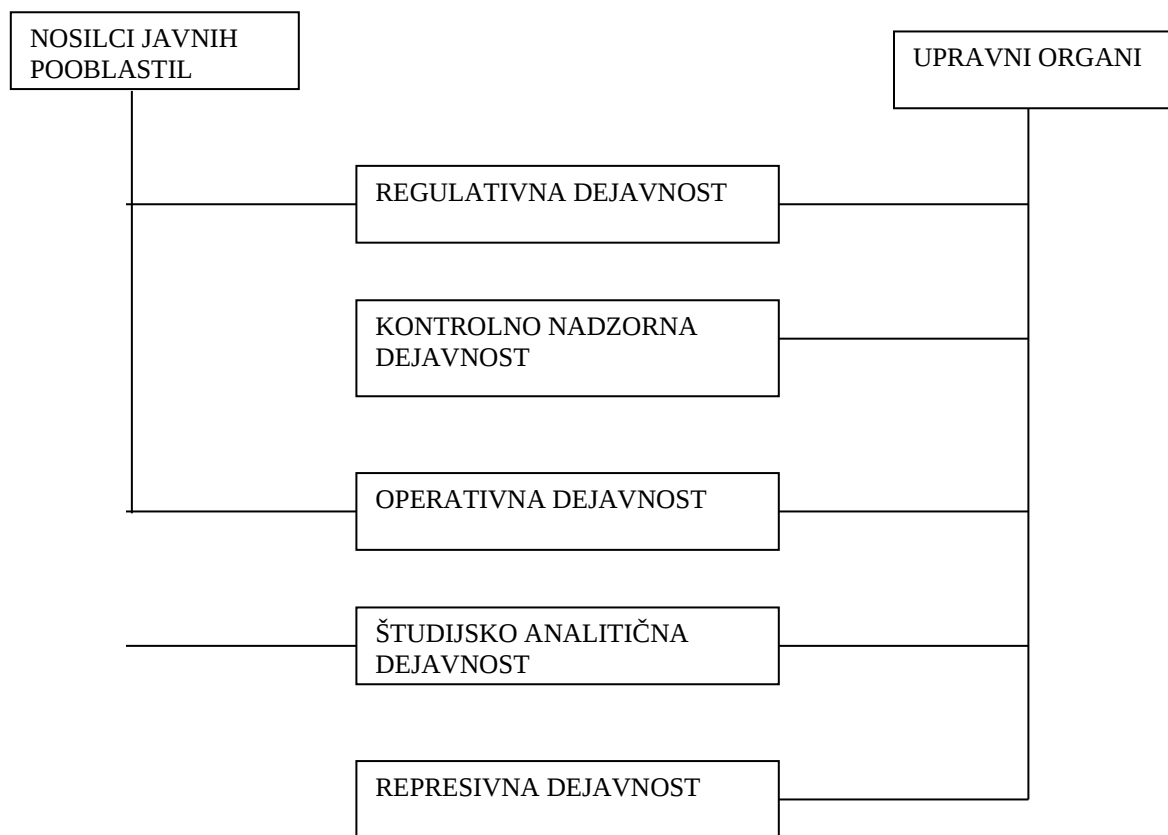 NOSILCI JAVNIH
POOBLASTIL
UPRAVNI ORGANI
REGULATIVNA DEJAVNOST
KONTROLNO NADZORNA
DEJAVNOST
OPERATIVNA DEJAVNOST
ŠTUDIJSKO ANALITIČNA
DEJAVNOST
REPRESIVNA DEJAVNOST